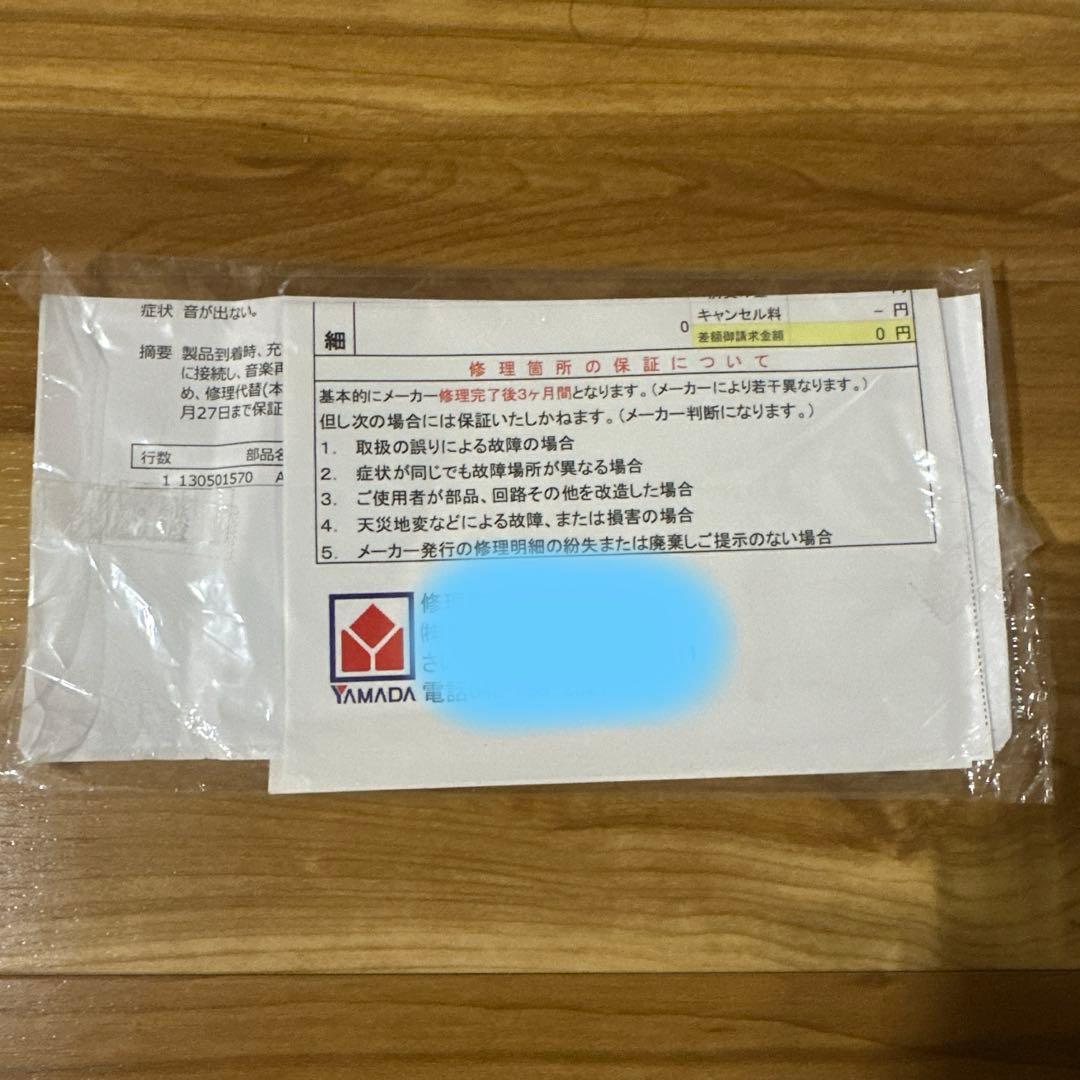 症状 音が出ない。
摘要 製品到着時、充
に接続し、音楽再
め、修理代替(本
月27日まで保証
行数 部品名
1 130501570 A
細
0
キャンセル料 - 円
差額御請求金額 0 円
修理箇所の保証について
基本的にメーカー修理完了後3ヶ月間となります。(メーカーにより若干異なります。)
但し次の場合には保証いたしかねます。(メーカー判断になります。)
1. 取扱の誤りによる故障の場合
2. 症状が同じでも故障場所が異なる場合
3. ご使用者が部品、回路その他を改造した場合
4. 天災地変などによる故障、または損害の場合
5. メーカー発行の修理明細の紛失または廃棄しご提示のない場合
修理
さい
電話
YAMADA